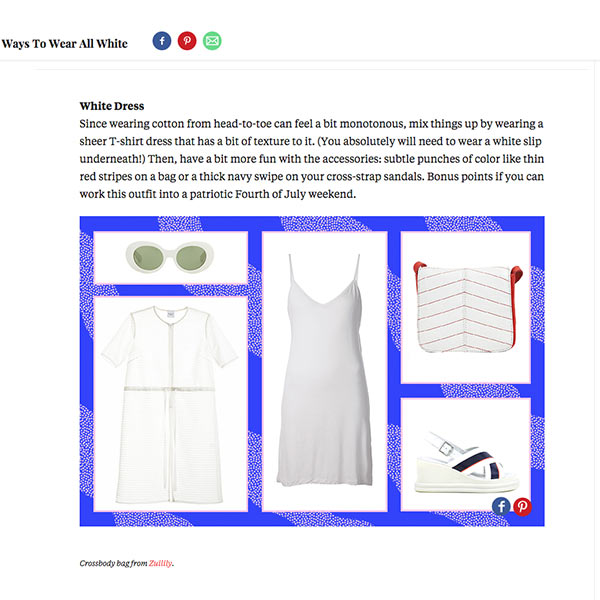 Ways To Wear All White
White Dress
Since wearing cotton from head-to-toe can feel a bit monotonous, mix things up by wearing a
sheer T-shirt dress that has a bit of texture to it. (You absolutely will need to wear a white slip
underneath!) Then, have a bit more fun with the accessories: subtle punches of color like thin
red stripes on a bag or a thick navy swipe on your cross-strap sandals. Bonus points if you can
work this outfit into a patriotic Fourth of July weekend.
Crossbody bag from Zulily.